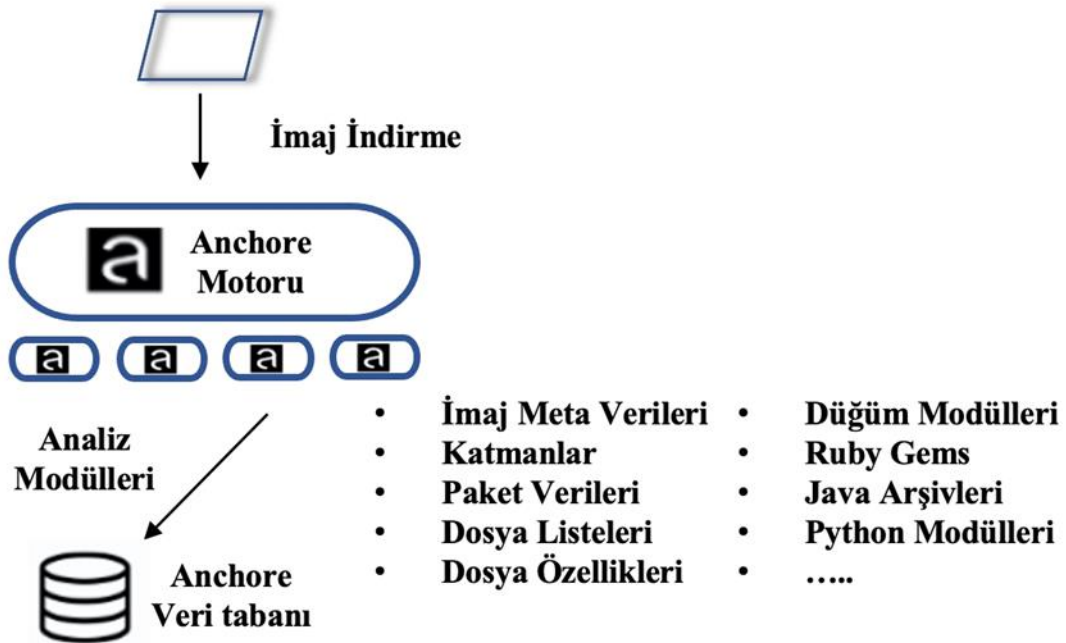 İmaj İndirme
a Anchore
Motoru
a a a a
Analiz
Modülleri
• İmaj Meta Verileri
• Katmanlar
• Paket Verileri
• Dosya Listeleri
• Dosya Özellikleri
• Düğüm Modülleri
• Ruby Gems
• Java Arşivleri
• Python Modülleri
• …..
Anchore
Veri tabanı